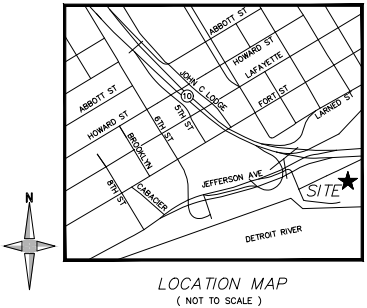 ABBOTT ST
HOWARD ST
LAFAYETTE
JOHN C LODGE
10
FORT ST
LARNED ST
ABBOTT ST
5TH ST
HOWARD ST
6TH ST
BROOKLYN
8TH ST
CABACIER
JEFFERSON AVE
SITE
N
DETROIT RIVER
LOCATION MAP
( NOT TO SCALE )